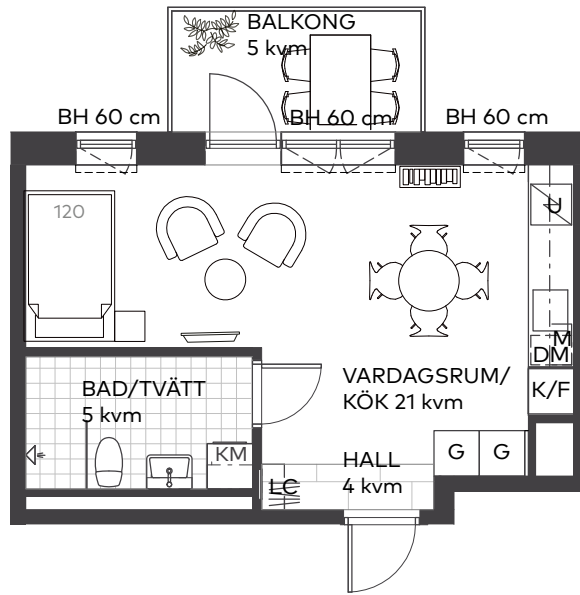 BALKONG
5 kvm
BH 60 cm
BH 60 cm
BH 60 cm
120
U
M
DM
VARDAGSRUM/
KÖK 21 kvm
K/F
BAD/TVÄTT
5 kvm
KM
HALL
4 kvm
G
G
LC